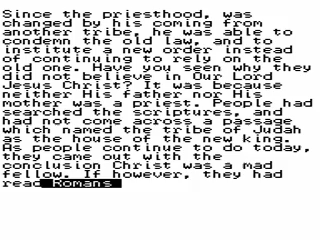 Since the priesthood, was
changed by his coming from
another tribe, he was able to
condemn the old law, and to
institute a new order instead
of continuing to rely on the
old one. Have you seen why they
did not believe in Our Lord
Jesus Christ? It was because
neither His father nor His
mother was a priest. People had
searched the scriptures, and
had not come across a passage
which named the tribe of Judah
as the house of the new king.
As people continue to do today,
they came out with the
conclusion Christ was a mad
fellow. If however, they had
read Romans